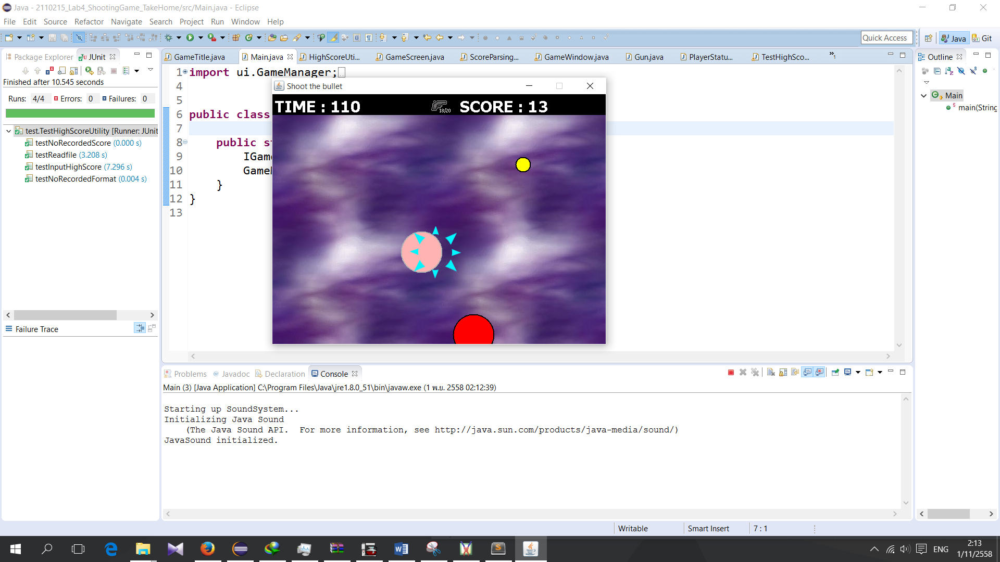 Java - 2110215_Lab4_ShootingGame_TakeHome/src/Main.java - Eclipse
File Edit Source Refactor Navigate Search Project Run Window Help
Quick Access
Java
Git
Package Explorer
JUnit
Finished after 10.545 seconds
Runs: 4/4 Errors: 0 Failures: 0
test.TestHighScoreUtility [Runner: JUnit
testNoRecordedScore (0.000 s)
testReadfile (3.208 s)
testInputHighScore (7.296 s)
testNoRecordedFormat (0.004 s)
Failure Trace
GameTitle.java
Main.java
HighScoreUti...
GameScreen.java
ScoreParsing...
GameWindow.java
Gun.java
PlayerStatu...
TestHighSco...
»1
1 import ui.GameManager;
4
5
6 public class
7
8 public st
9 IGam
10 GameM
11 }
12 }
13
Shoot the bullet
TIME : 110 18/20 SCORE : 13
Outline
Main
main(String
Problems @ Javadoc Declaration Console
Main (3) [Java Application] C:\Program Files\Java\jre1.8.0_51\bin\javaw.exe (1 พ.ย. 2558 02:12:39)
Starting up SoundSystem...
Initializing Java Sound
(The Java Sound API.  For more information, see http://java.sun.com/products/java-media/sound/)
JavaSound initialized.
Writable Smart Insert 7 : 1
ENG
2:13
1/11/2558